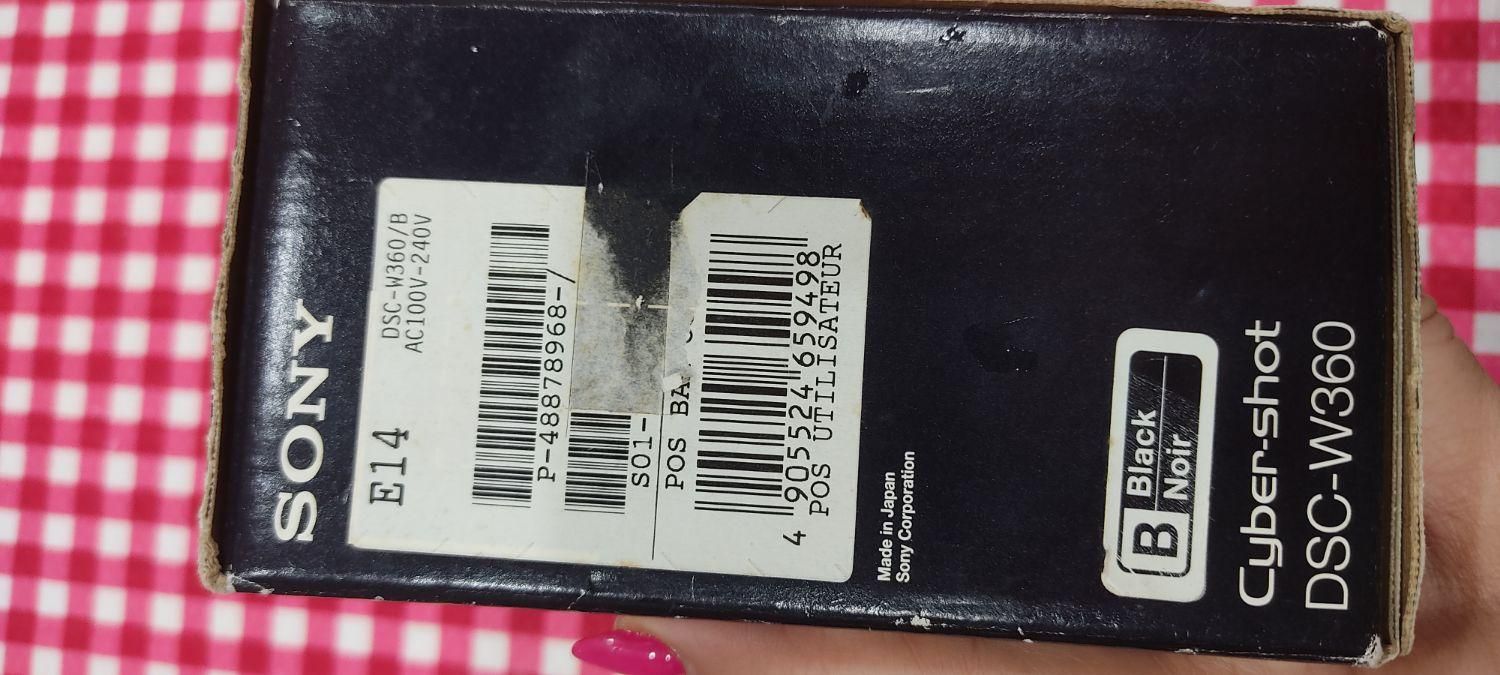 SONY
E14
DSC-W360/B
AC100V-240V
P-48878968-/
S01-
POS
4 905524 659498
POS UTILISATEUR
Made in Japan
Sony Corporation
B
Black
Noir
Cyber-shot
DSC-W360